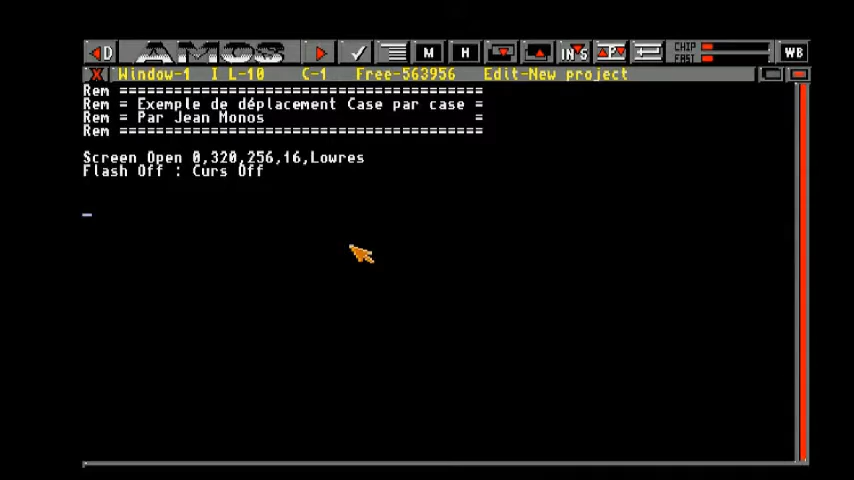 D AMOS M H INS AP CHIP FAST WB
X Window-1 I L-10 C-1 Free-563956 Edit-New project
Rem ========================================
Rem = Exemple de déplacement Case par case =
Rem = Par Jean Monos                       =
Rem ========================================
Screen Open 0,320,256,16,Lowres
Flash Off : Curs Off